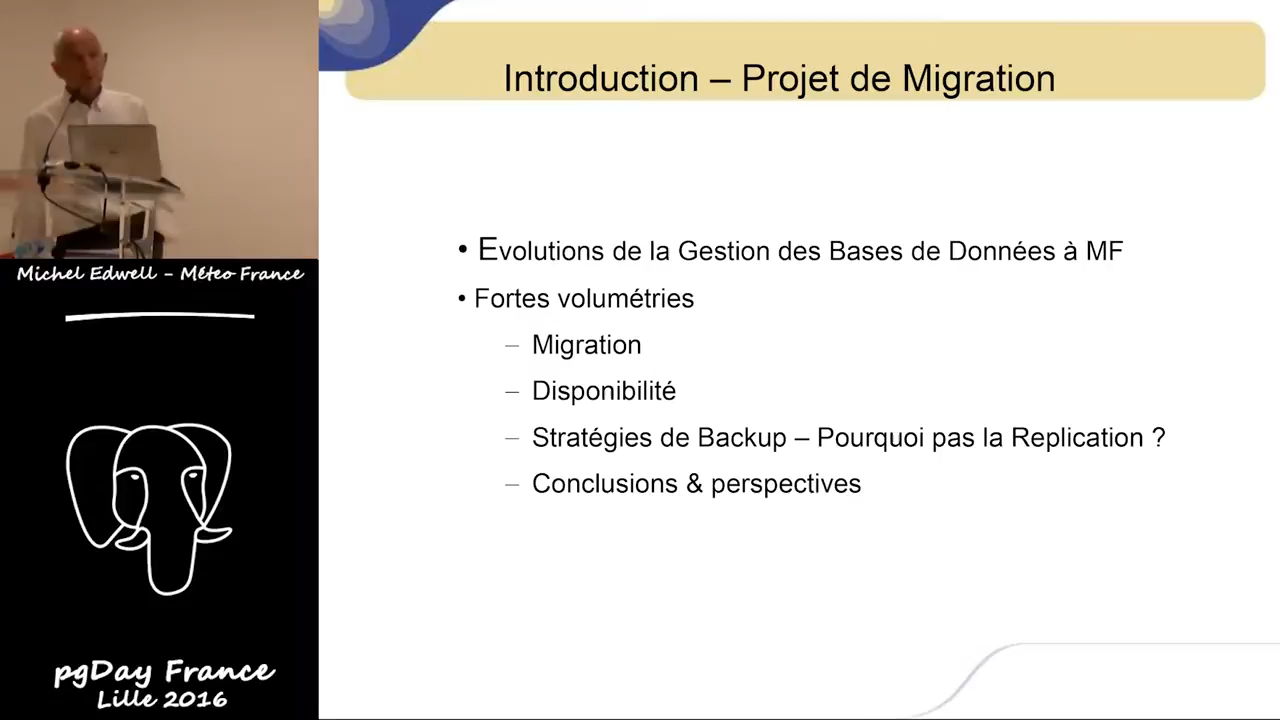 Introduction – Projet de Migration
• Evolutions de la Gestion des Bases de Données à MF
• Fortes volumétries
– Migration
– Disponibilité
– Stratégies de Backup – Pourquoi pas la Replication ?
– Conclusions & perspectives
Michel Edwell – Méteo France
pgDay France
Lille 2016